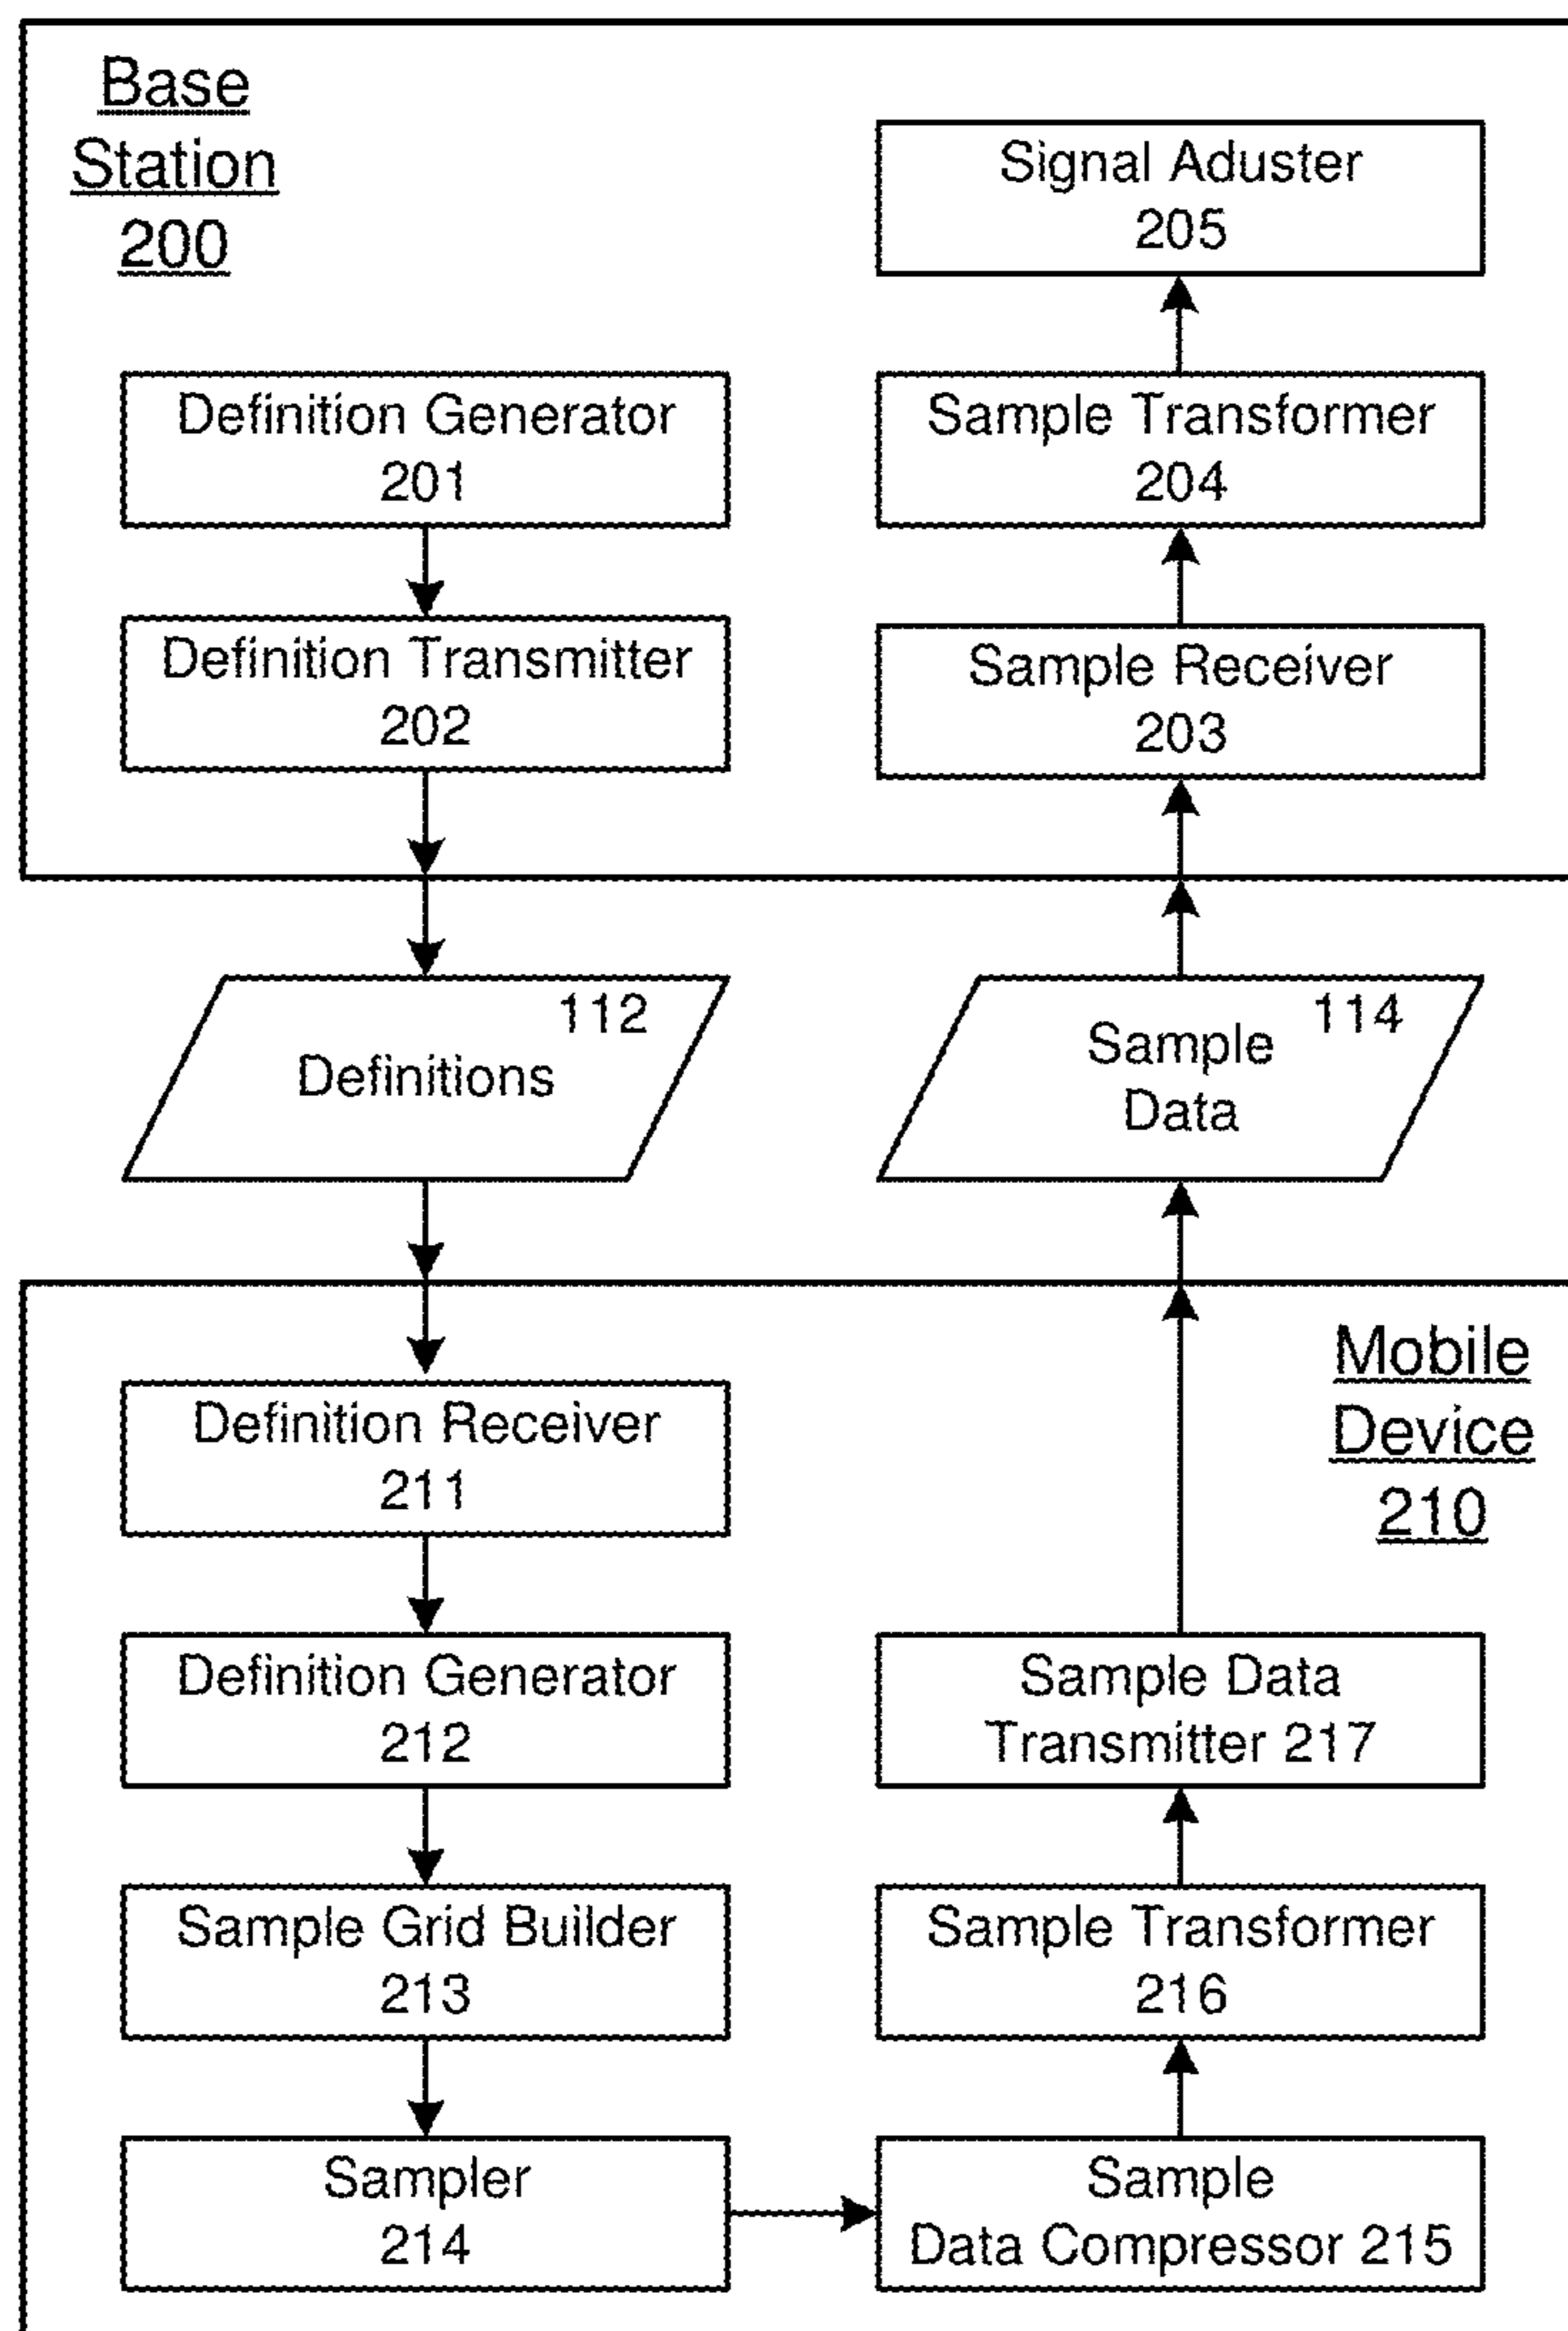 Base
Station
200
Signal Aduster
205
Definition Generator
201
Sample Transformer
204
Definition Transmitter
202
Sample Receiver
203
112
Definitions
114
Sample
Data
Mobile
Device
210
Definition Receiver
211
Definition Generator
212
Sample Data
Transmitter 217
Sample Grid Builder
213
Sample Transformer
216
Sampler
214
Sample
Data Compressor 215